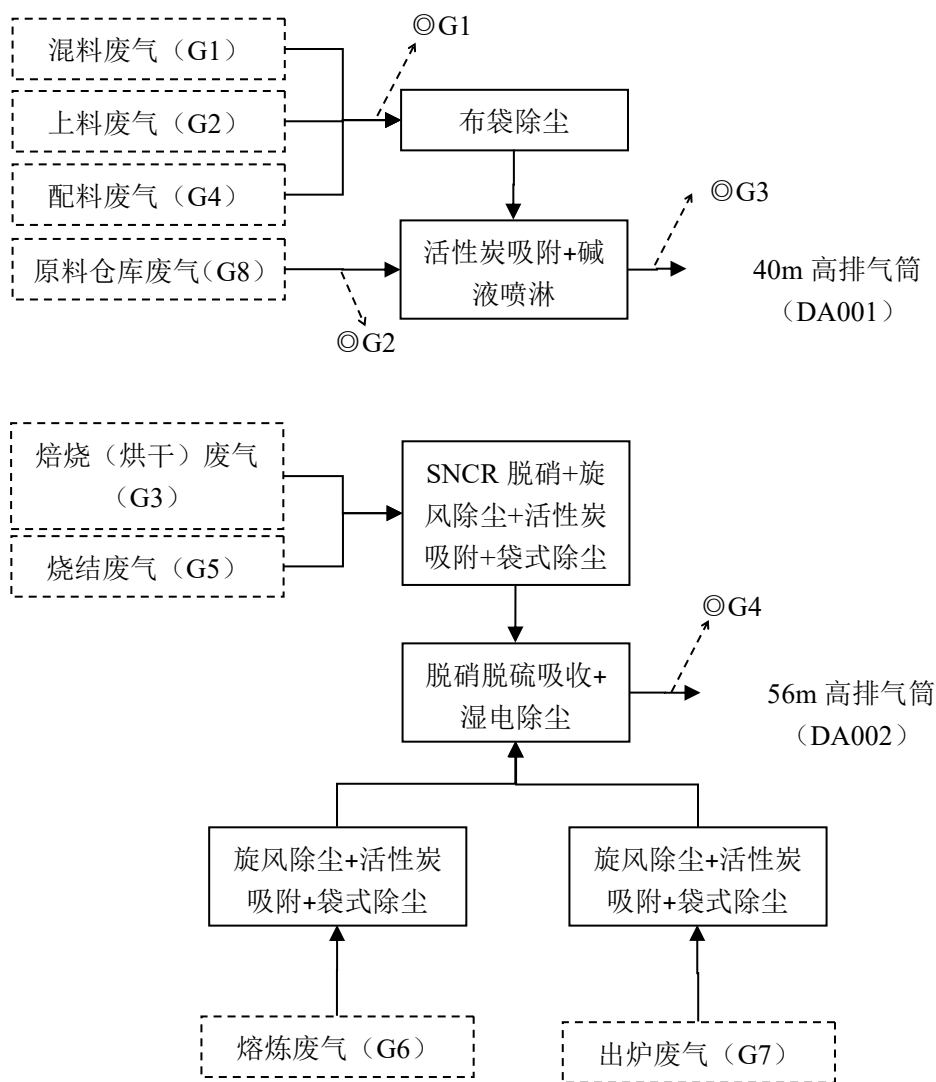 ◎G1
混料废气（G1）
上料废气（G2）
布袋除尘
配料废气（G4）
◎G3
原料仓库废气（G8）
活性炭吸附+碱
液喷淋
40m 高排气筒
（DA001）
◎G2
焙烧（烘干）废气
（G3）
SNCR 脱硝+旋
风除尘+活性炭
吸附+袋式除尘
烧结废气（G5）
◎G4
脱硝脱硫吸收+
湿电除尘
56m 高排气筒
（DA002）
旋风除尘+活性炭
吸附+袋式除尘
旋风除尘+活性炭
吸附+袋式除尘
熔炼废气（G6）
出炉废气（G7）